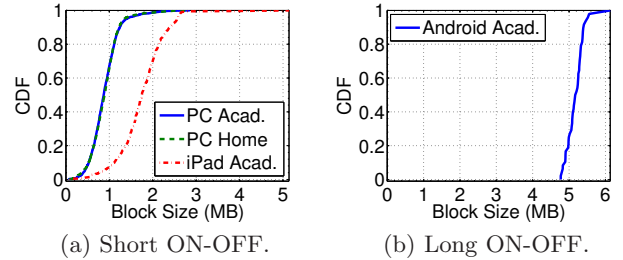 1
0.8
0.6
0.4
0.2
0
CDF
PC Acad.
PC Home
iPad Acad.
0 1 2 3 4 5
Block Size (MB)
(a) Short ON-OFF.
1
0.8
0.6
0.4
0.2
0
CDF
Android Acad.
0 1 2 3 4 5 6
Block Size (MB)
(b) Long ON-OFF.